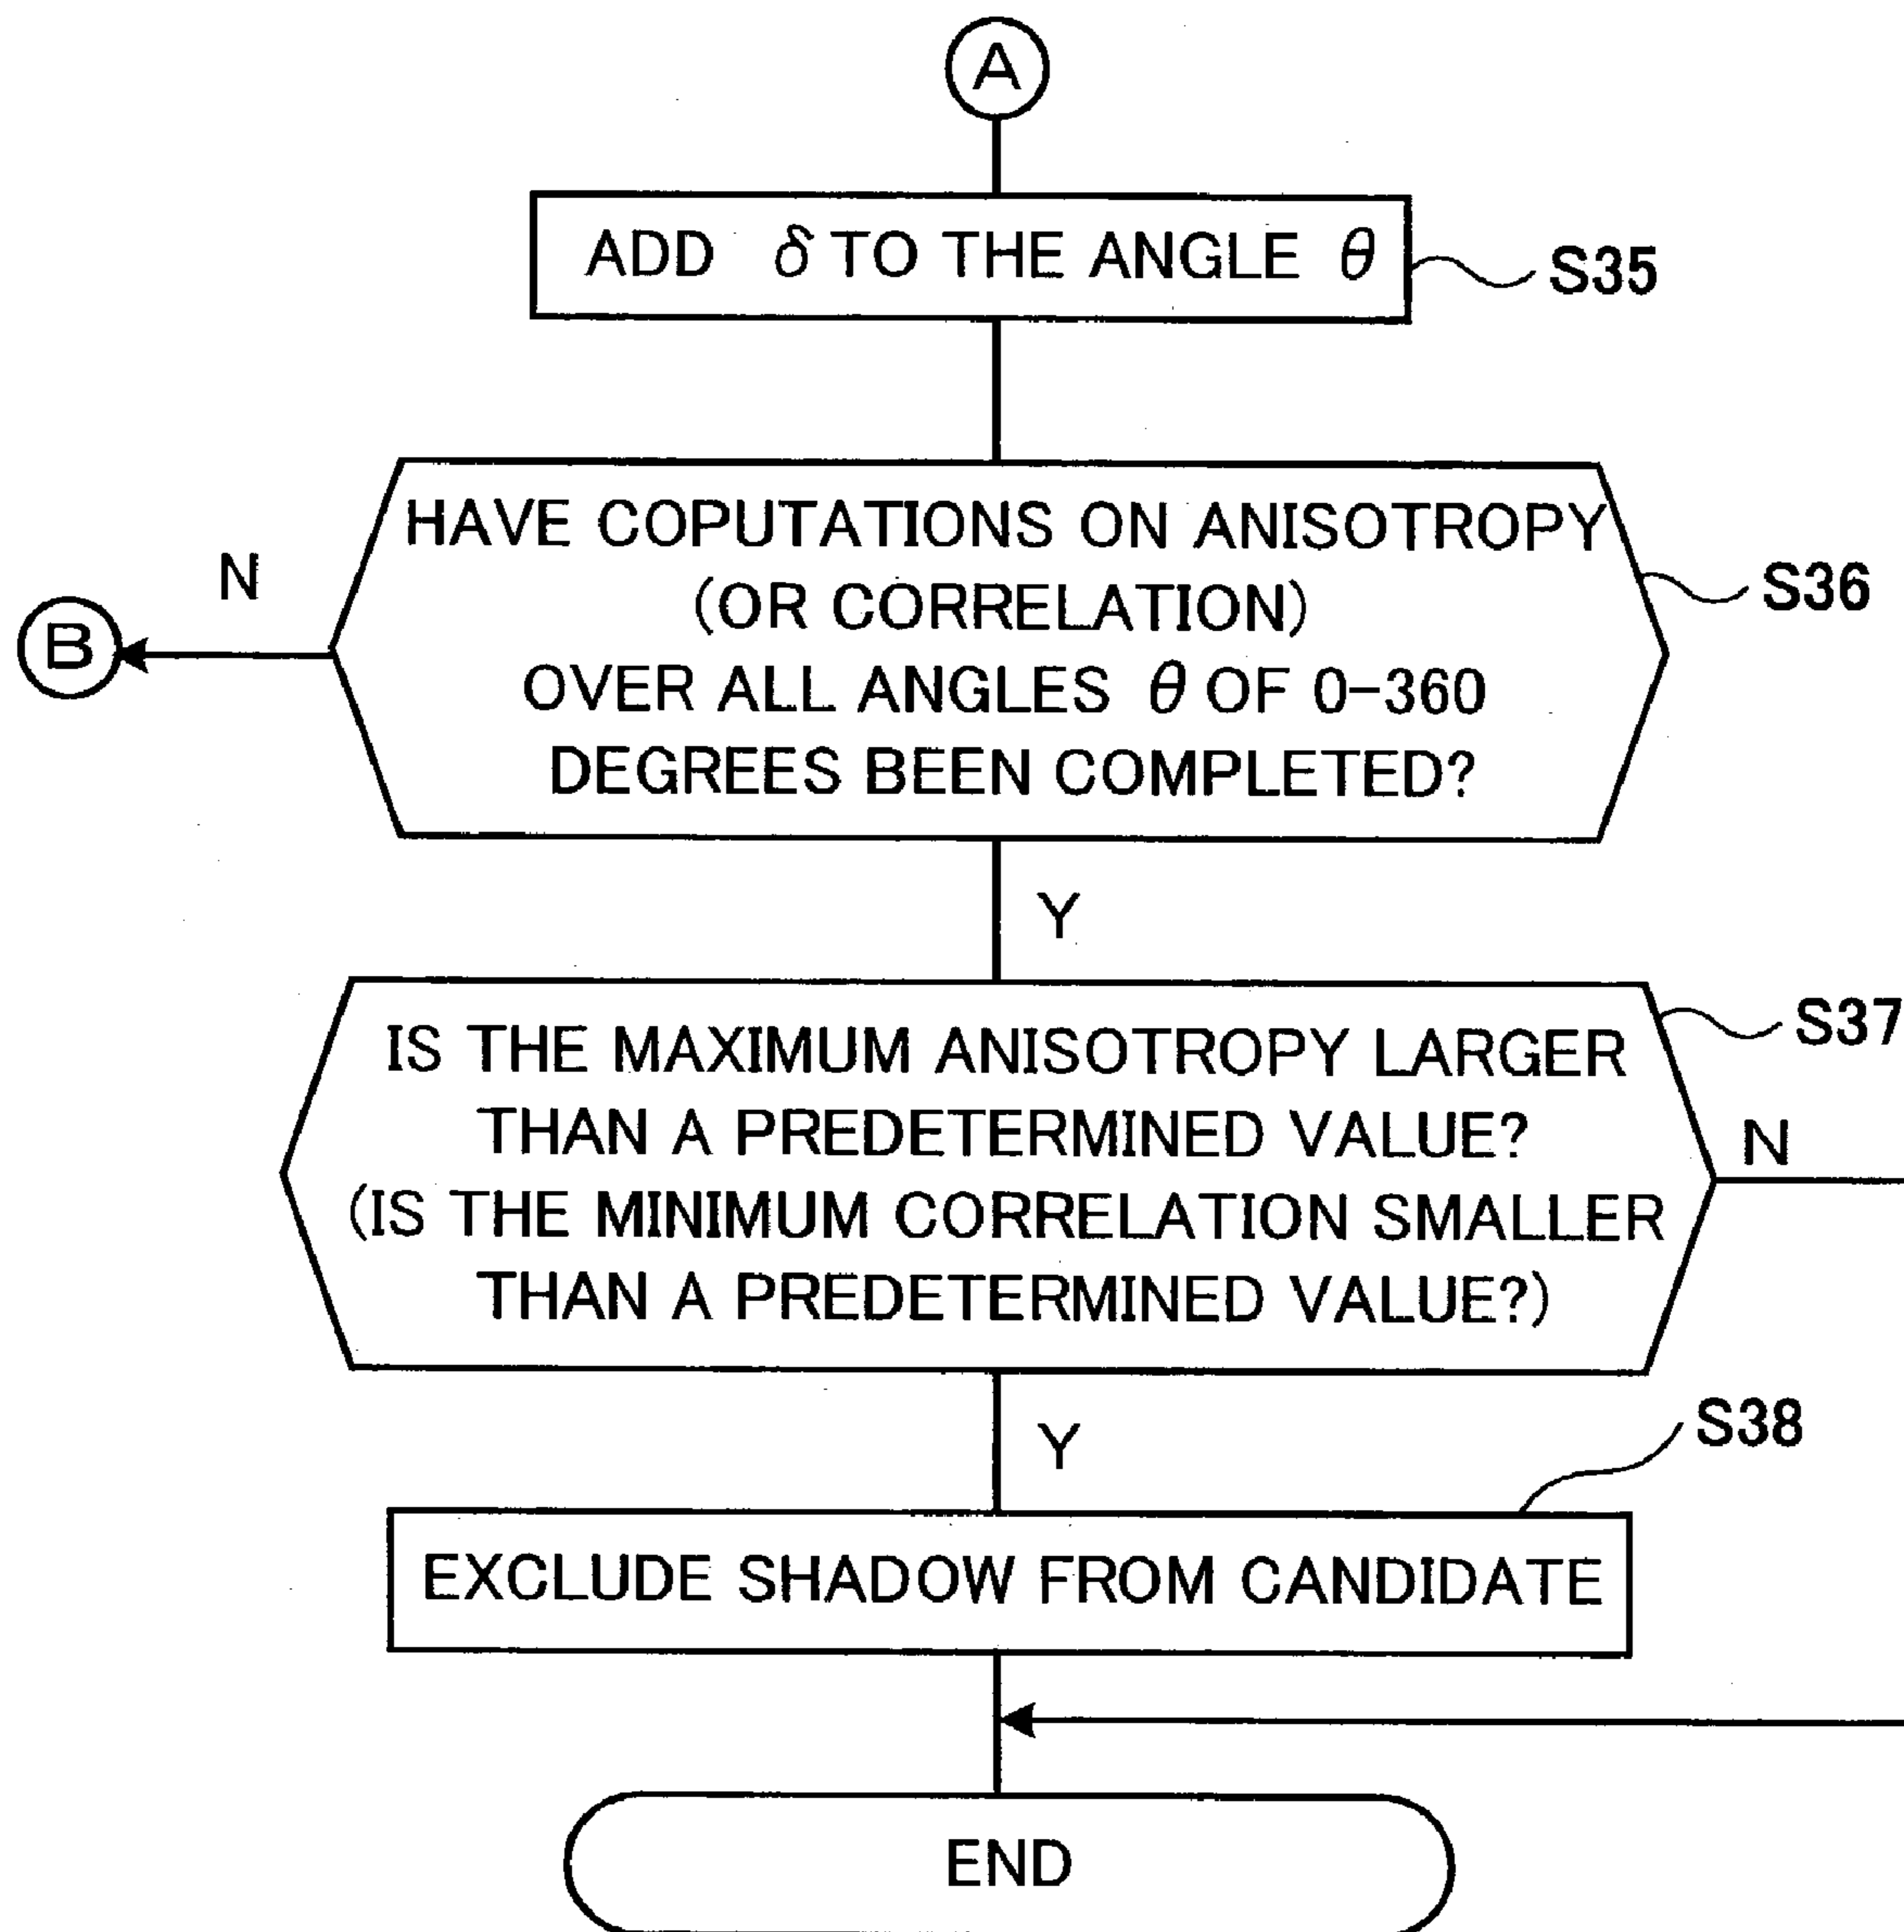 A
ADD δ TO THE ANGLE θ
S35
HAVE COPUTATIONS ON ANISOTROPY
(OR CORRELATION)
OVER ALL ANGLES θ OF 0-360
DEGREES BEEN COMPLETED?
S36
N
B
Y
IS THE MAXIMUM ANISOTROPY LARGER
THAN A PREDETERMINED VALUE?
(IS THE MINIMUM CORRELATION SMALLER
THAN A PREDETERMINED VALUE?)
S37
N
Y
S38
EXCLUDE SHADOW FROM CANDIDATE
END